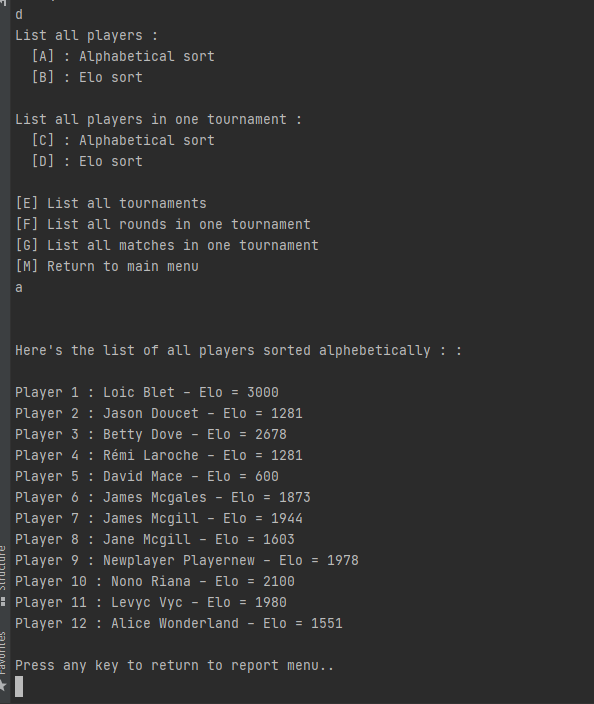 d
List all players :
  [A] : Alphabetical sort
  [B] : Elo sort

List all players in one tournament :
  [C] : Alphabetical sort
  [D] : Elo sort

[E] List all tournaments
[F] List all rounds in one tournament
[G] List all matches in one tournament
[M] Return to main menu
a

Here's the list of all players sorted alphebetically : :

Player 1 : Loic Blet - Elo = 3000
Player 2 : Jason Doucet - Elo = 1281
Player 3 : Betty Dove - Elo = 2678
Player 4 : Rémi Laroche - Elo = 1281
Player 5 : David Mace - Elo = 600
Player 6 : James Mcgales - Elo = 1873
Player 7 : James Mcgill - Elo = 1944
Player 8 : Jane Mcgill - Elo = 1603
Player 9 : Newplayer Playernew - Elo = 1978
Player 10 : Nono Riana - Elo = 2100
Player 11 : Levyc Vyc - Elo = 1980
Player 12 : Alice Wonderland - Elo = 1551

Press any key to return to report menu..
Structure
Favorites